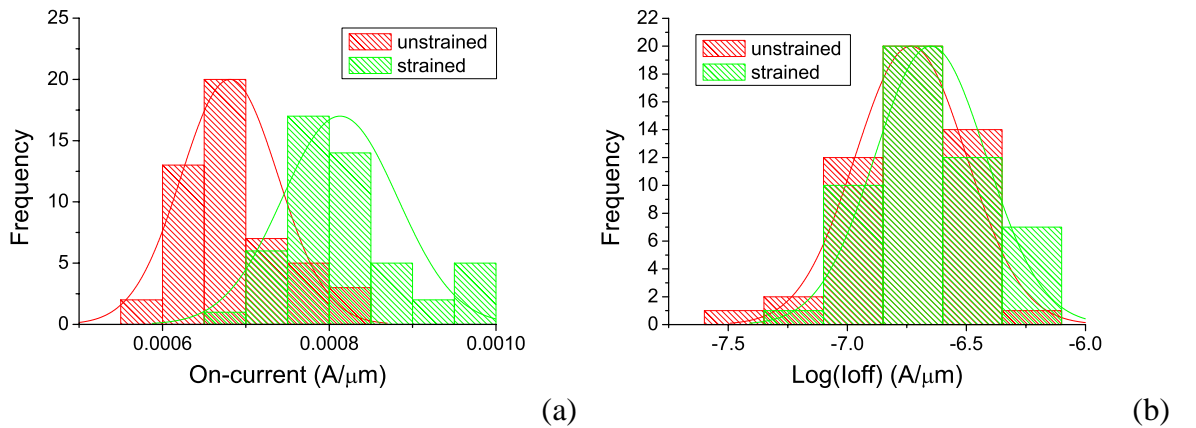 25
20
15
10
5
0
Frequency
unstrained
strained
0.0006
0.0008
0.0010
On-current (A/μm)
(a)
22
20
18
16
14
12
10
8
6
4
2
0
Frequency
unstrained
strained
-7.5
-7.0
-6.5
-6.0
Log(Ioff) (A/μm)
(b)